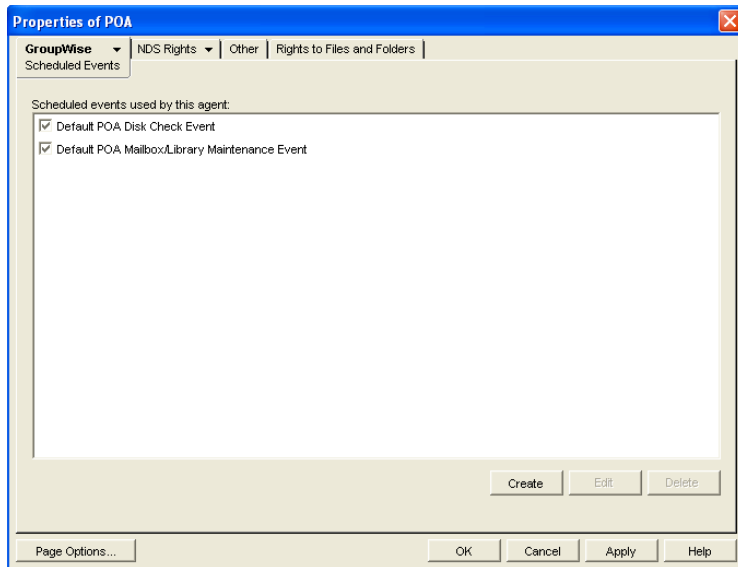 Properties of POA
GroupWise NDS Rights Other Rights to Files and Folders
Scheduled Events
Scheduled events used by this agent:
Default POA Disk Check Event
Default POA Mailbox/Library Maintenance Event
Create Edit Delete
Page Options... OK Cancel Apply Help